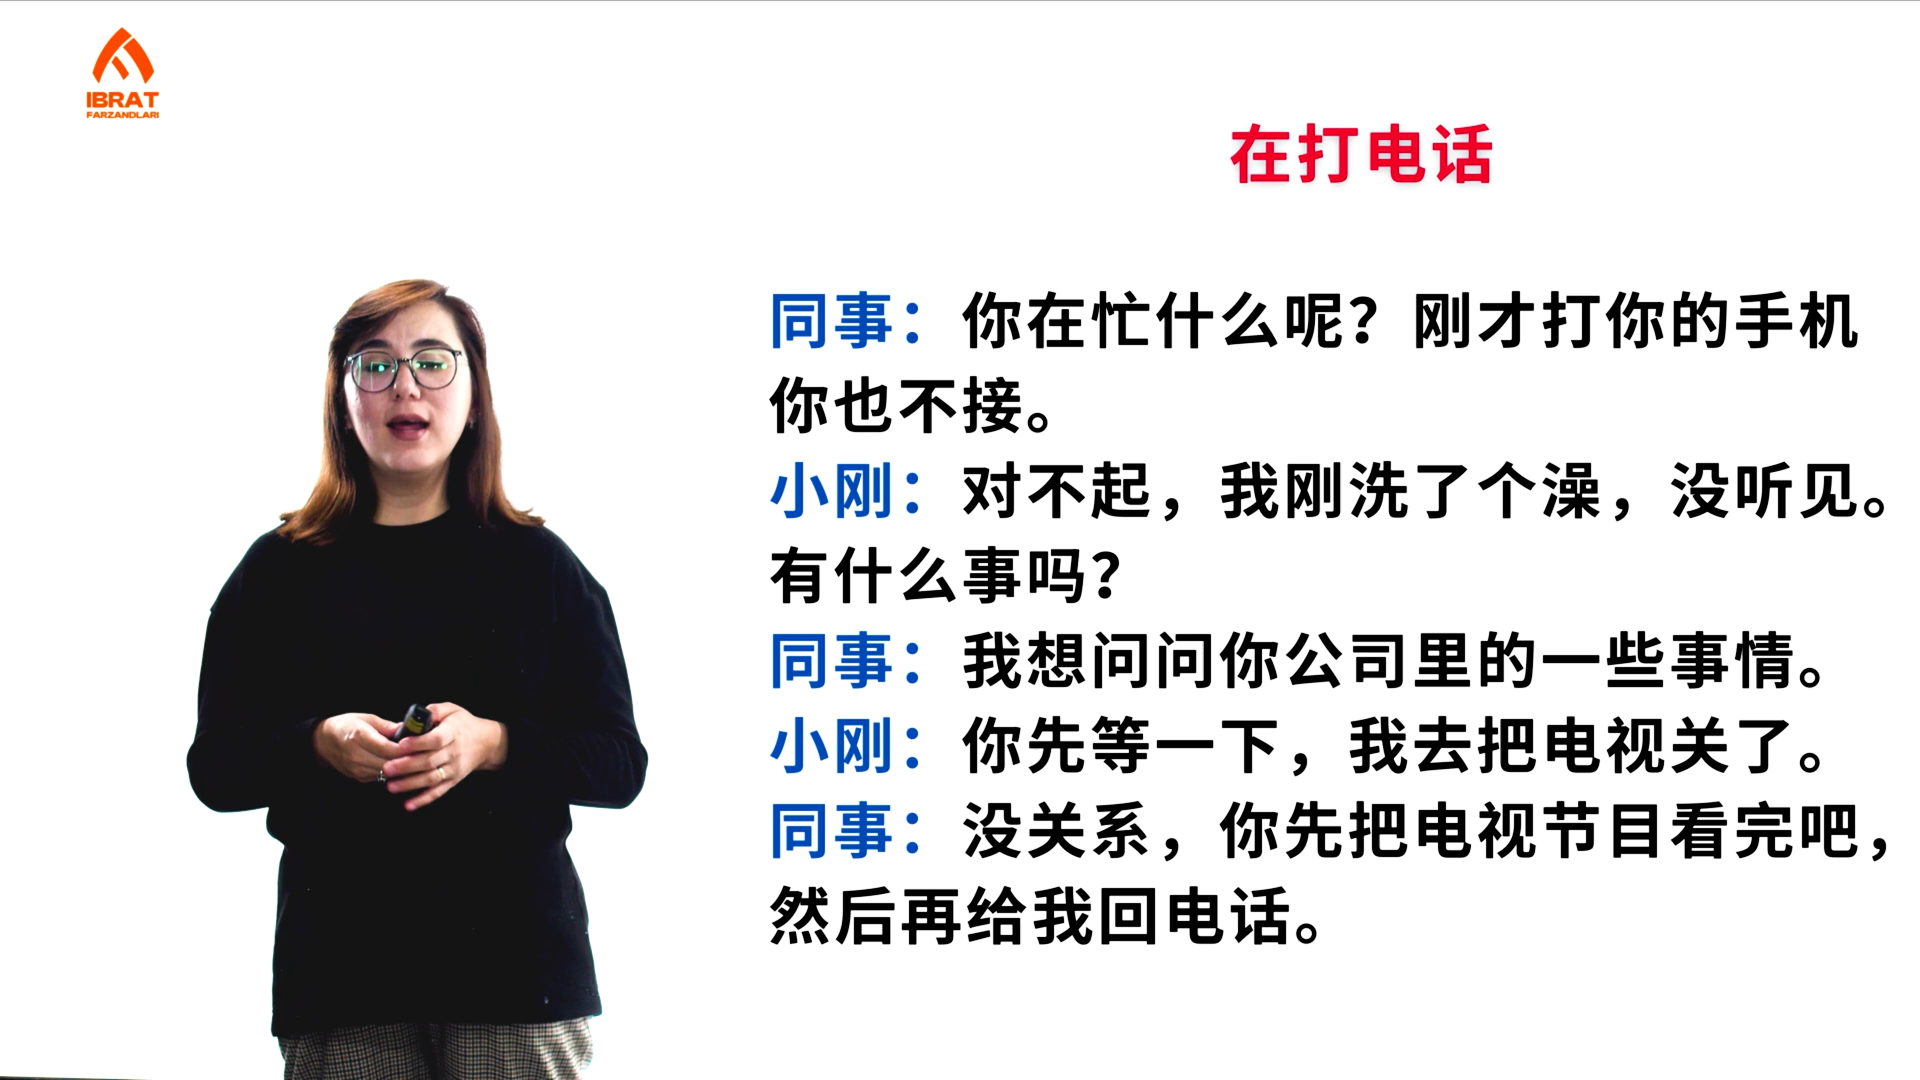 IBRAT
FARZANDLARI
在打电话
同事：你在忙什么呢？刚才打你的手机
你也不接。
小刚：对不起，我刚洗了个澡，没听见。
有什么事吗？
同事：我想问问你公司里的一些事情。
小刚：你先等一下，我去把电视关了。
同事：没关系，你先把电视节目看完吧，
然后再给我回电话。